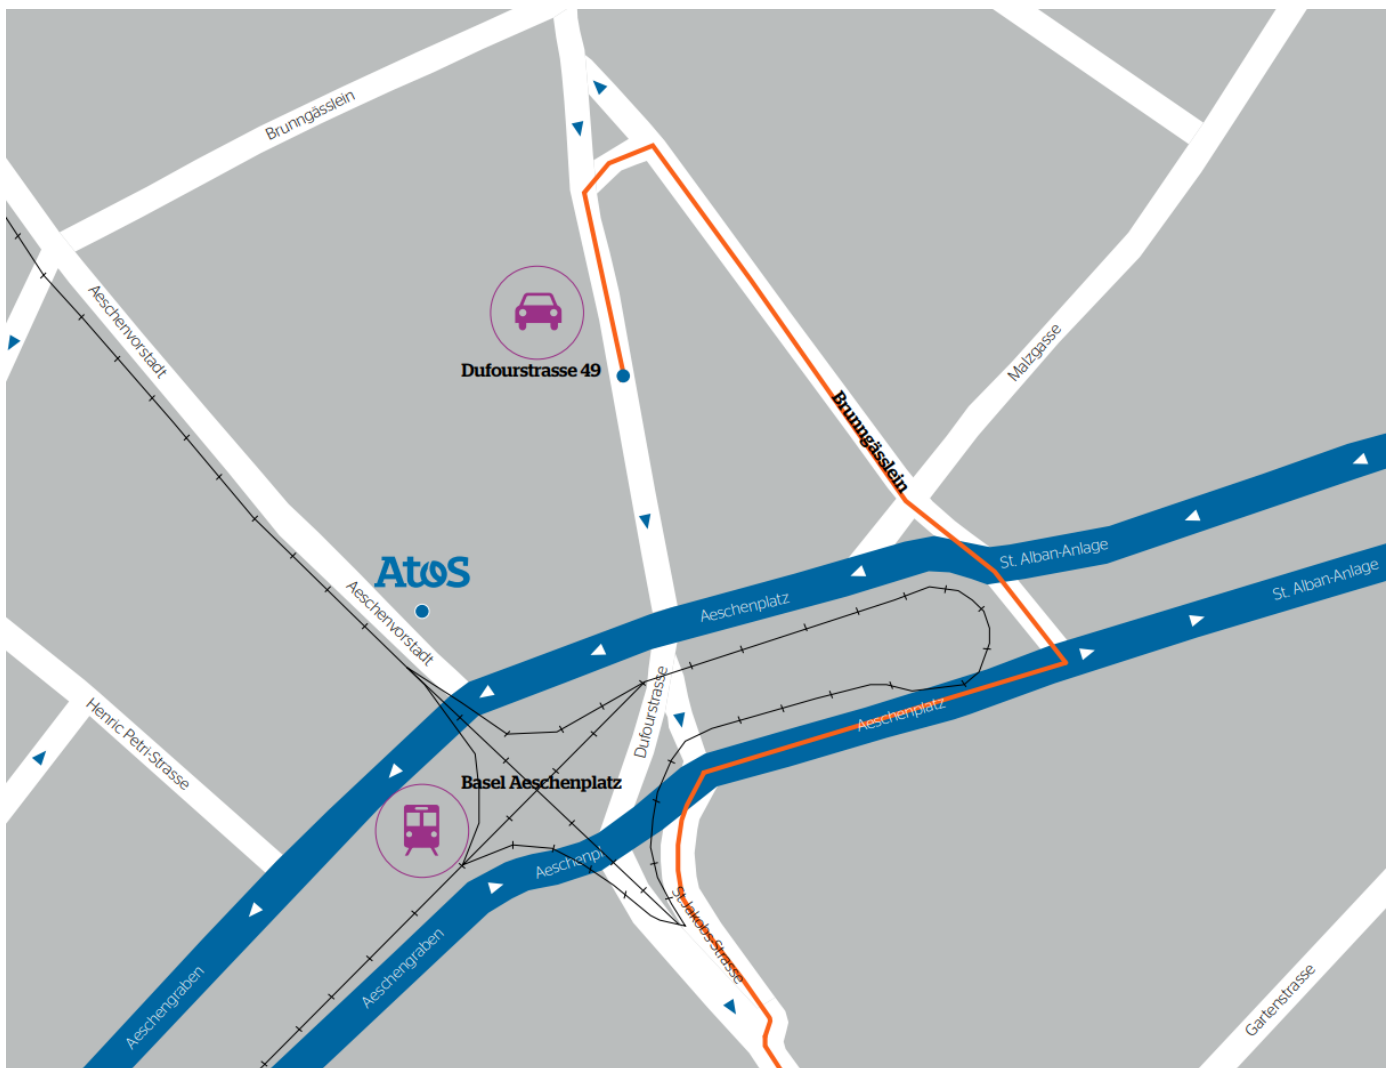 Brunngässlein
Aeschenvorstadt
Dufourstrasse 49
Malzgasse
Brunngässlein
St. Alban-Anlage
St. Alban-Anlage
AtoS
Aeschenplatz
Aeschenvorstadt
Dufourstrasse
Aeschenplatz
Henric Petri-Strasse
Basel Aeschenplatz
Aeschenpl
St.Jakobs-Strasse
Aeschengraben
Aeschengraben
Gartenstrasse